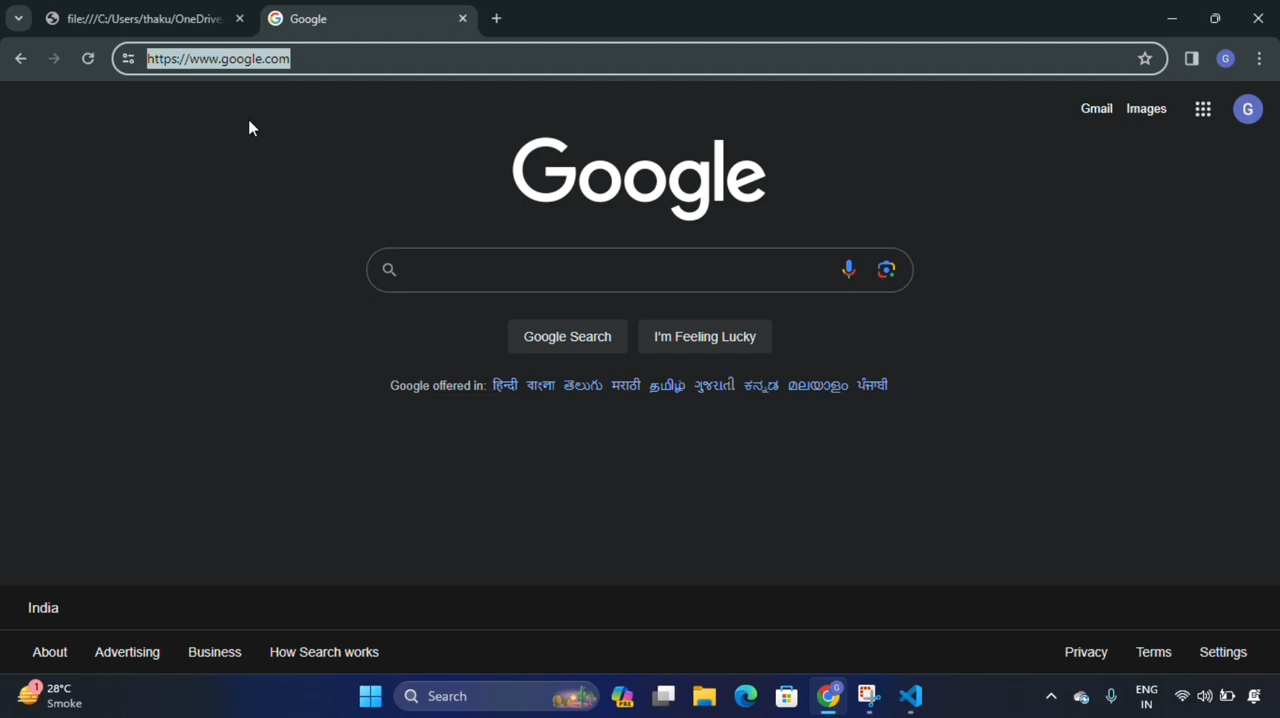 file:///C:/Users/thaku/OneDrive
Google
https://www.google.com
G
Gmail Images
G
Google
Google Search I'm Feeling Lucky
Google offered in: हिन्दी বাংলা తెలుగు मराठी தமிழ் ગુજરાતી ಕನ್ನಡ മലയാളം ਪੰਜਾਬੀ
India
About Advertising Business How Search works Privacy Terms Settings
1
28°C
Smoke
Search
PRE
G
ENG
IN